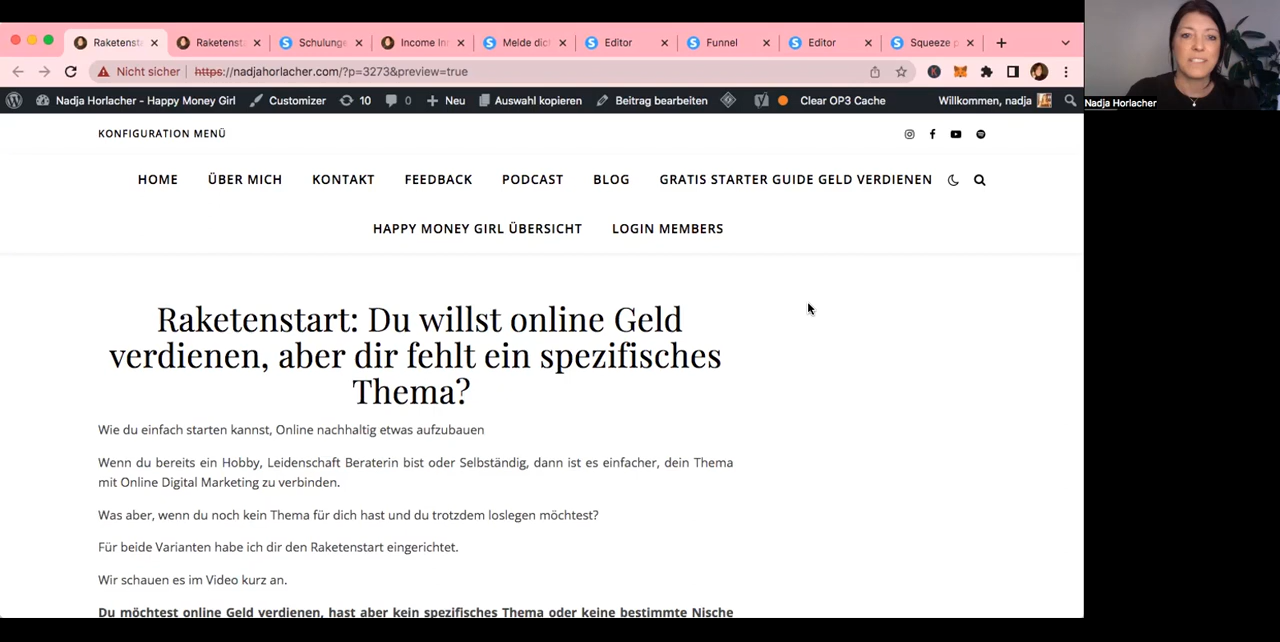 Raketenst
Raketenst
Schulunge
Income In
Melde dic
Editor
Funnel
Editor
Squeeze p
Nicht sicher
https://nadjahorlacher.com/?p=3273&preview=true
Nadja Horlacher - Happy Money Girl
Customizer
10
0
Neu
Auswahl kopieren
Beitrag bearbeiten
Clear OP3 Cache
Willkommen, nadja
Nadja Horlacher
KONFIGURATION MENÜ
HOME
ÜBER MICH
KONTAKT
FEEDBACK
PODCAST
BLOG
GRATIS STARTER GUIDE GELD VERDIENEN
HAPPY MONEY GIRL ÜBERSICHT
LOGIN MEMBERS
Raketenstart: Du willst online Geld
verdienen, aber dir fehlt ein spezifisches
Thema?
Wie du einfach starten kannst, Online nachhaltig etwas aufzubauen
Wenn du bereits ein Hobby, Leidenschaft Beraterin bist oder Selbständig, dann ist es einfacher, dein Thema
mit Online Digital Marketing zu verbinden.
Was aber, wenn du noch kein Thema für dich hast und du trotzdem loslegen möchtest?
Für beide Varianten habe ich dir den Raketenstart eingerichtet.
Wir schauen es im Video kurz an.
Du möchtest online Geld verdienen, hast aber kein spezifisches Thema oder keine bestimmte Nische